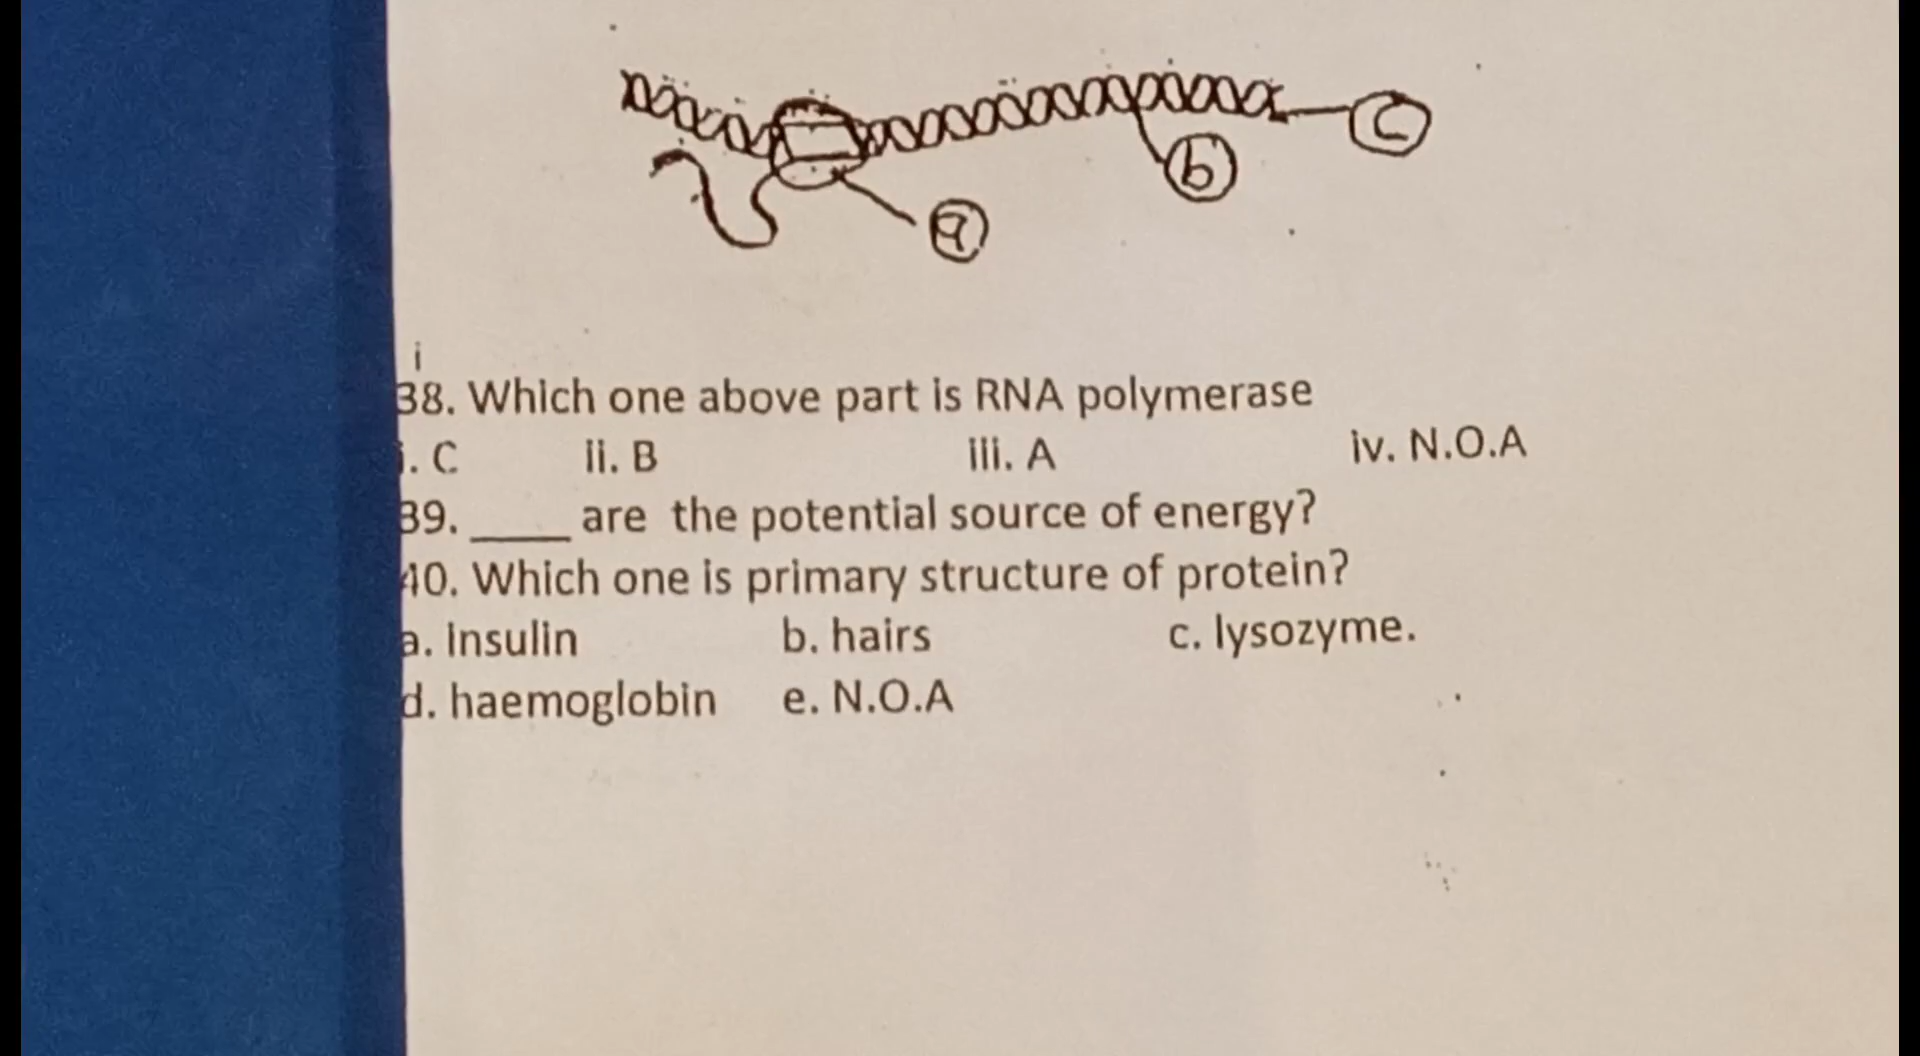 C
b
a
i
38. Which one above part is RNA polymerase
i. C ii. B iii. A iv. N.O.A
39. _____ are the potential source of energy?
40. Which one is primary structure of protein?
a. Insulin b. hairs c. lysozyme.
d. haemoglobin e. N.O.A